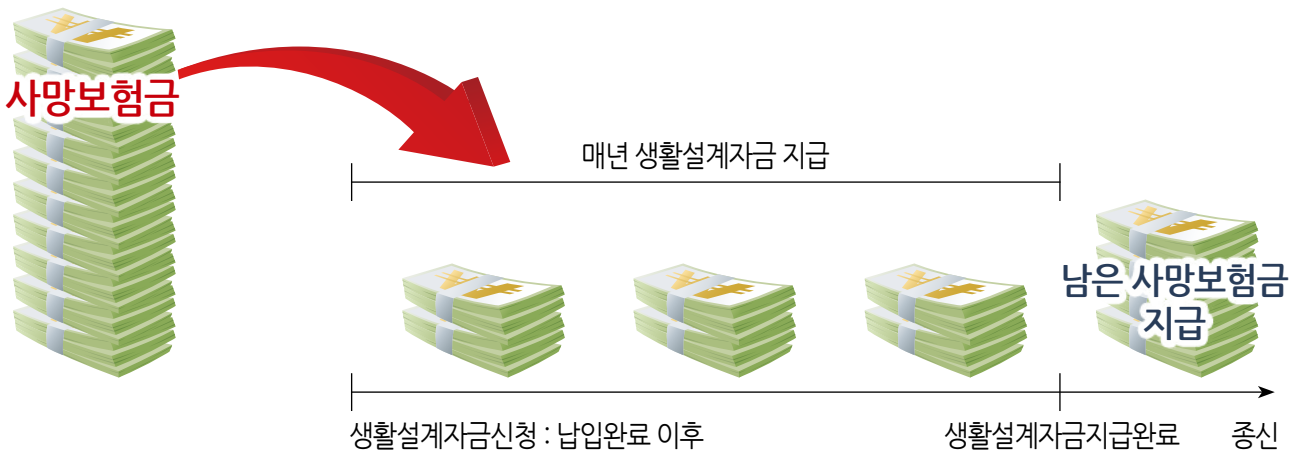 사망보험금
매년 생활설계자금 지급
남은 사망보험금
지급
생활설계자금신청 : 납입완료 이후
생활설계자금지급완료
종신